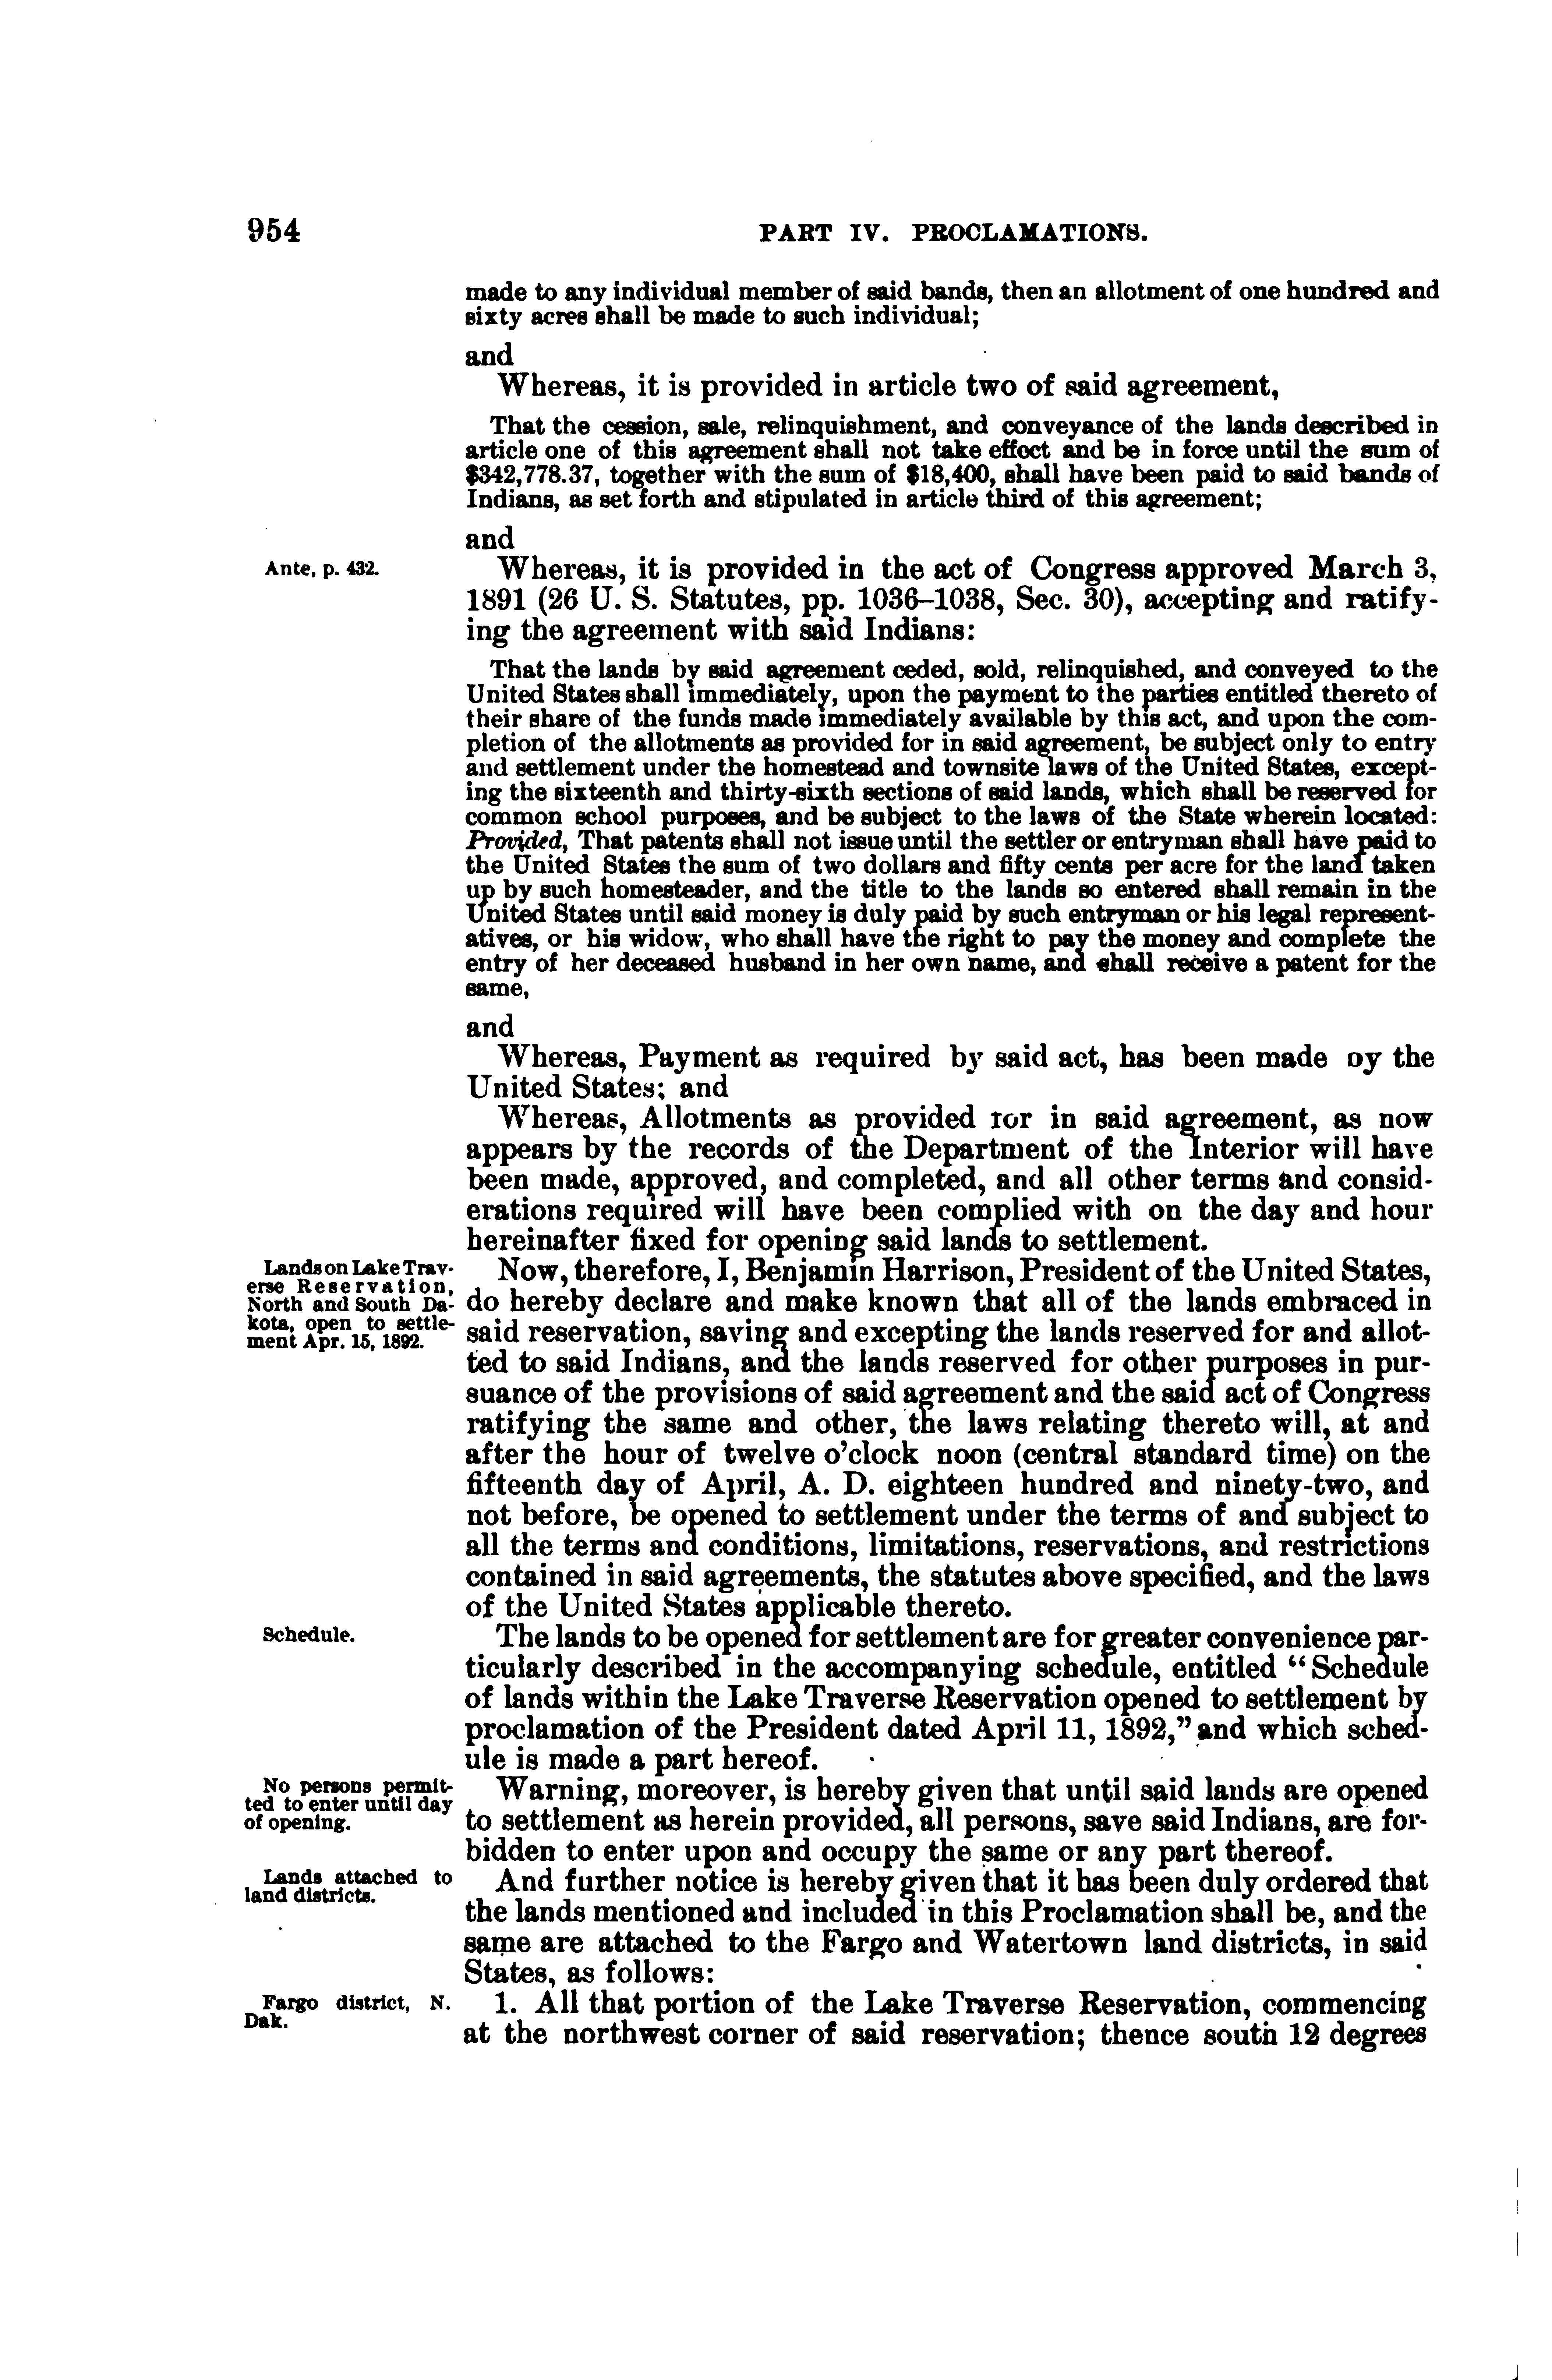 954
PART IV. PROCLAMATIONS.
made to any individual member of said bands, then an allotment of one hundred and
sixty acres shall be made to such individual;
and
Whereas, it is provided in article two of said agreement,
That the cession, sale, relinquishment, and conveyance of the lands described in
article one of this agreement shall not take effect and be in force until the sum of
$342,778.37, together with the sum of $18,400, shall have been paid to said bands of
Indians, as set forth and stipulated in article third of this agreement;
and
Ante, p. 432.
Whereas, it is provided in the act of Congress approved March 3,
1891 (26 U. S. Statutes, pp. 1036–1038, Sec. 30), accepting and ratify-
ing the agreement with said Indians:
That the lands by said agreement ceded, sold, relinquished, and conveyed to the
United States shall immediately, upon the payment to the parties entitled thereto of
their share of the funds made immediately available by this act, and upon the com-
pletion of the allotments as provided for in said agreement, be subject only to entry
and settlement under the homestead and townsite laws of the United States, except-
ing the sixteenth and thirty-sixth sections of said lands, which shall be reserved for
common school purposes, and be subject to the laws of the State wherein located:
Provided, That patents shall not issue until the settler or entryman shall have paid to
the United States the sum of two dollars and fifty cents per acre for the land taken
up by such homesteader, and the title to the lands so entered shall remain in the
United States until said money is duly paid by such entryman or his legal represent-
atives, or his widow, who shall have the right to pay the money and complete the
entry of her deceased husband in her own name, and shall receive a patent for the
same,
and
Whereas, Payment as required by said act, has been made by the
United States; and
Whereas, Allotments as provided for in said agreement, as now
appears by the records of the Department of the Interior will have
been made, approved, and completed, and all other terms and consid-
erations required will have been complied with on the day and hour
hereinafter fixed for opening said lands to settlement.
Lands on Lake Trav-
erse Reservation,
North and South Da-
kota, open to settle-
ment Apr. 15, 1892.
Now, therefore, I, Benjamin Harrison, President of the United States,
do hereby declare and make known that all of the lands embraced in
said reservation, saving and excepting the lands reserved for and allot-
ted to said Indians, and the lands reserved for other purposes in pur-
suance of the provisions of said agreement and the said act of Congress
ratifying the same and other, the laws relating thereto will, at and
after the hour of twelve o'clock noon (central standard time) on the
fifteenth day of April, A. D. eighteen hundred and ninety-two, and
not before, be opened to settlement under the terms of and subject to
all the terms and conditions, limitations, reservations, and restrictions
contained in said agreements, the statutes above specified, and the laws
of the United States applicable thereto.
Schedule.
The lands to be opened for settlement are for greater convenience par-
ticularly described in the accompanying schedule, entitled "Schedule
of lands within the Lake Traverse Reservation opened to settlement by
proclamation of the President dated April 11, 1892," and which sched-
ule is made a part hereof.
No persons permit-
ted to enter until day
of opening.
Warning, moreover, is hereby given that until said lands are opened
to settlement as herein provided, all persons, save said Indians, are for-
bidden to enter upon and occupy the same or any part thereof.
Lands attached to
land districts.
And further notice is hereby given that it has been duly ordered that
the lands mentioned and included in this Proclamation shall be, and the
same are attached to the Fargo and Watertown land districts, in said
States, as follows:
Fargo district, N.
Dak.
1. All that portion of the Lake Traverse Reservation, commencing
at the northwest corner of said reservation; thence south 12 degrees